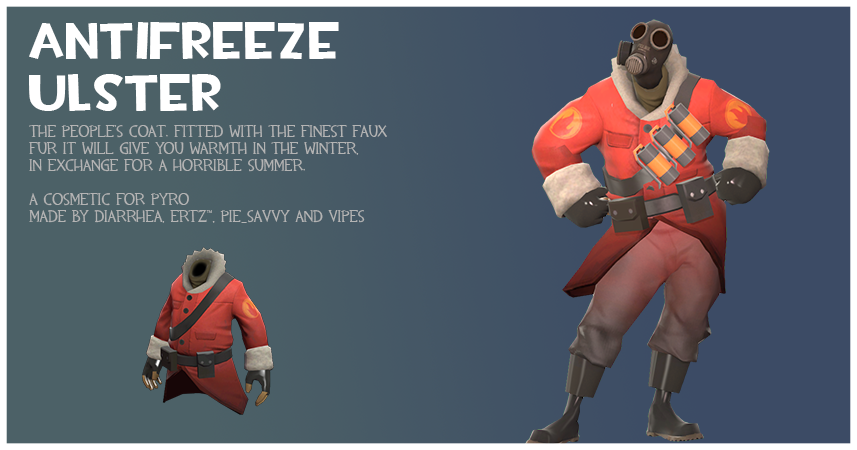 ANTIFREEZE
ULSTER
THE PEOPLE'S COAT. FITTED WITH THE FINEST FAUX
FUR IT WILL GIVE YOU WARMTH IN THE WINTER,
IN EXCHANGE FOR A HORRIBLE SUMMER.
A COSMETIC FOR PYRO
MADE BY DIARRHEA, ERTZ™, PIE_SAVVY AND VIPES